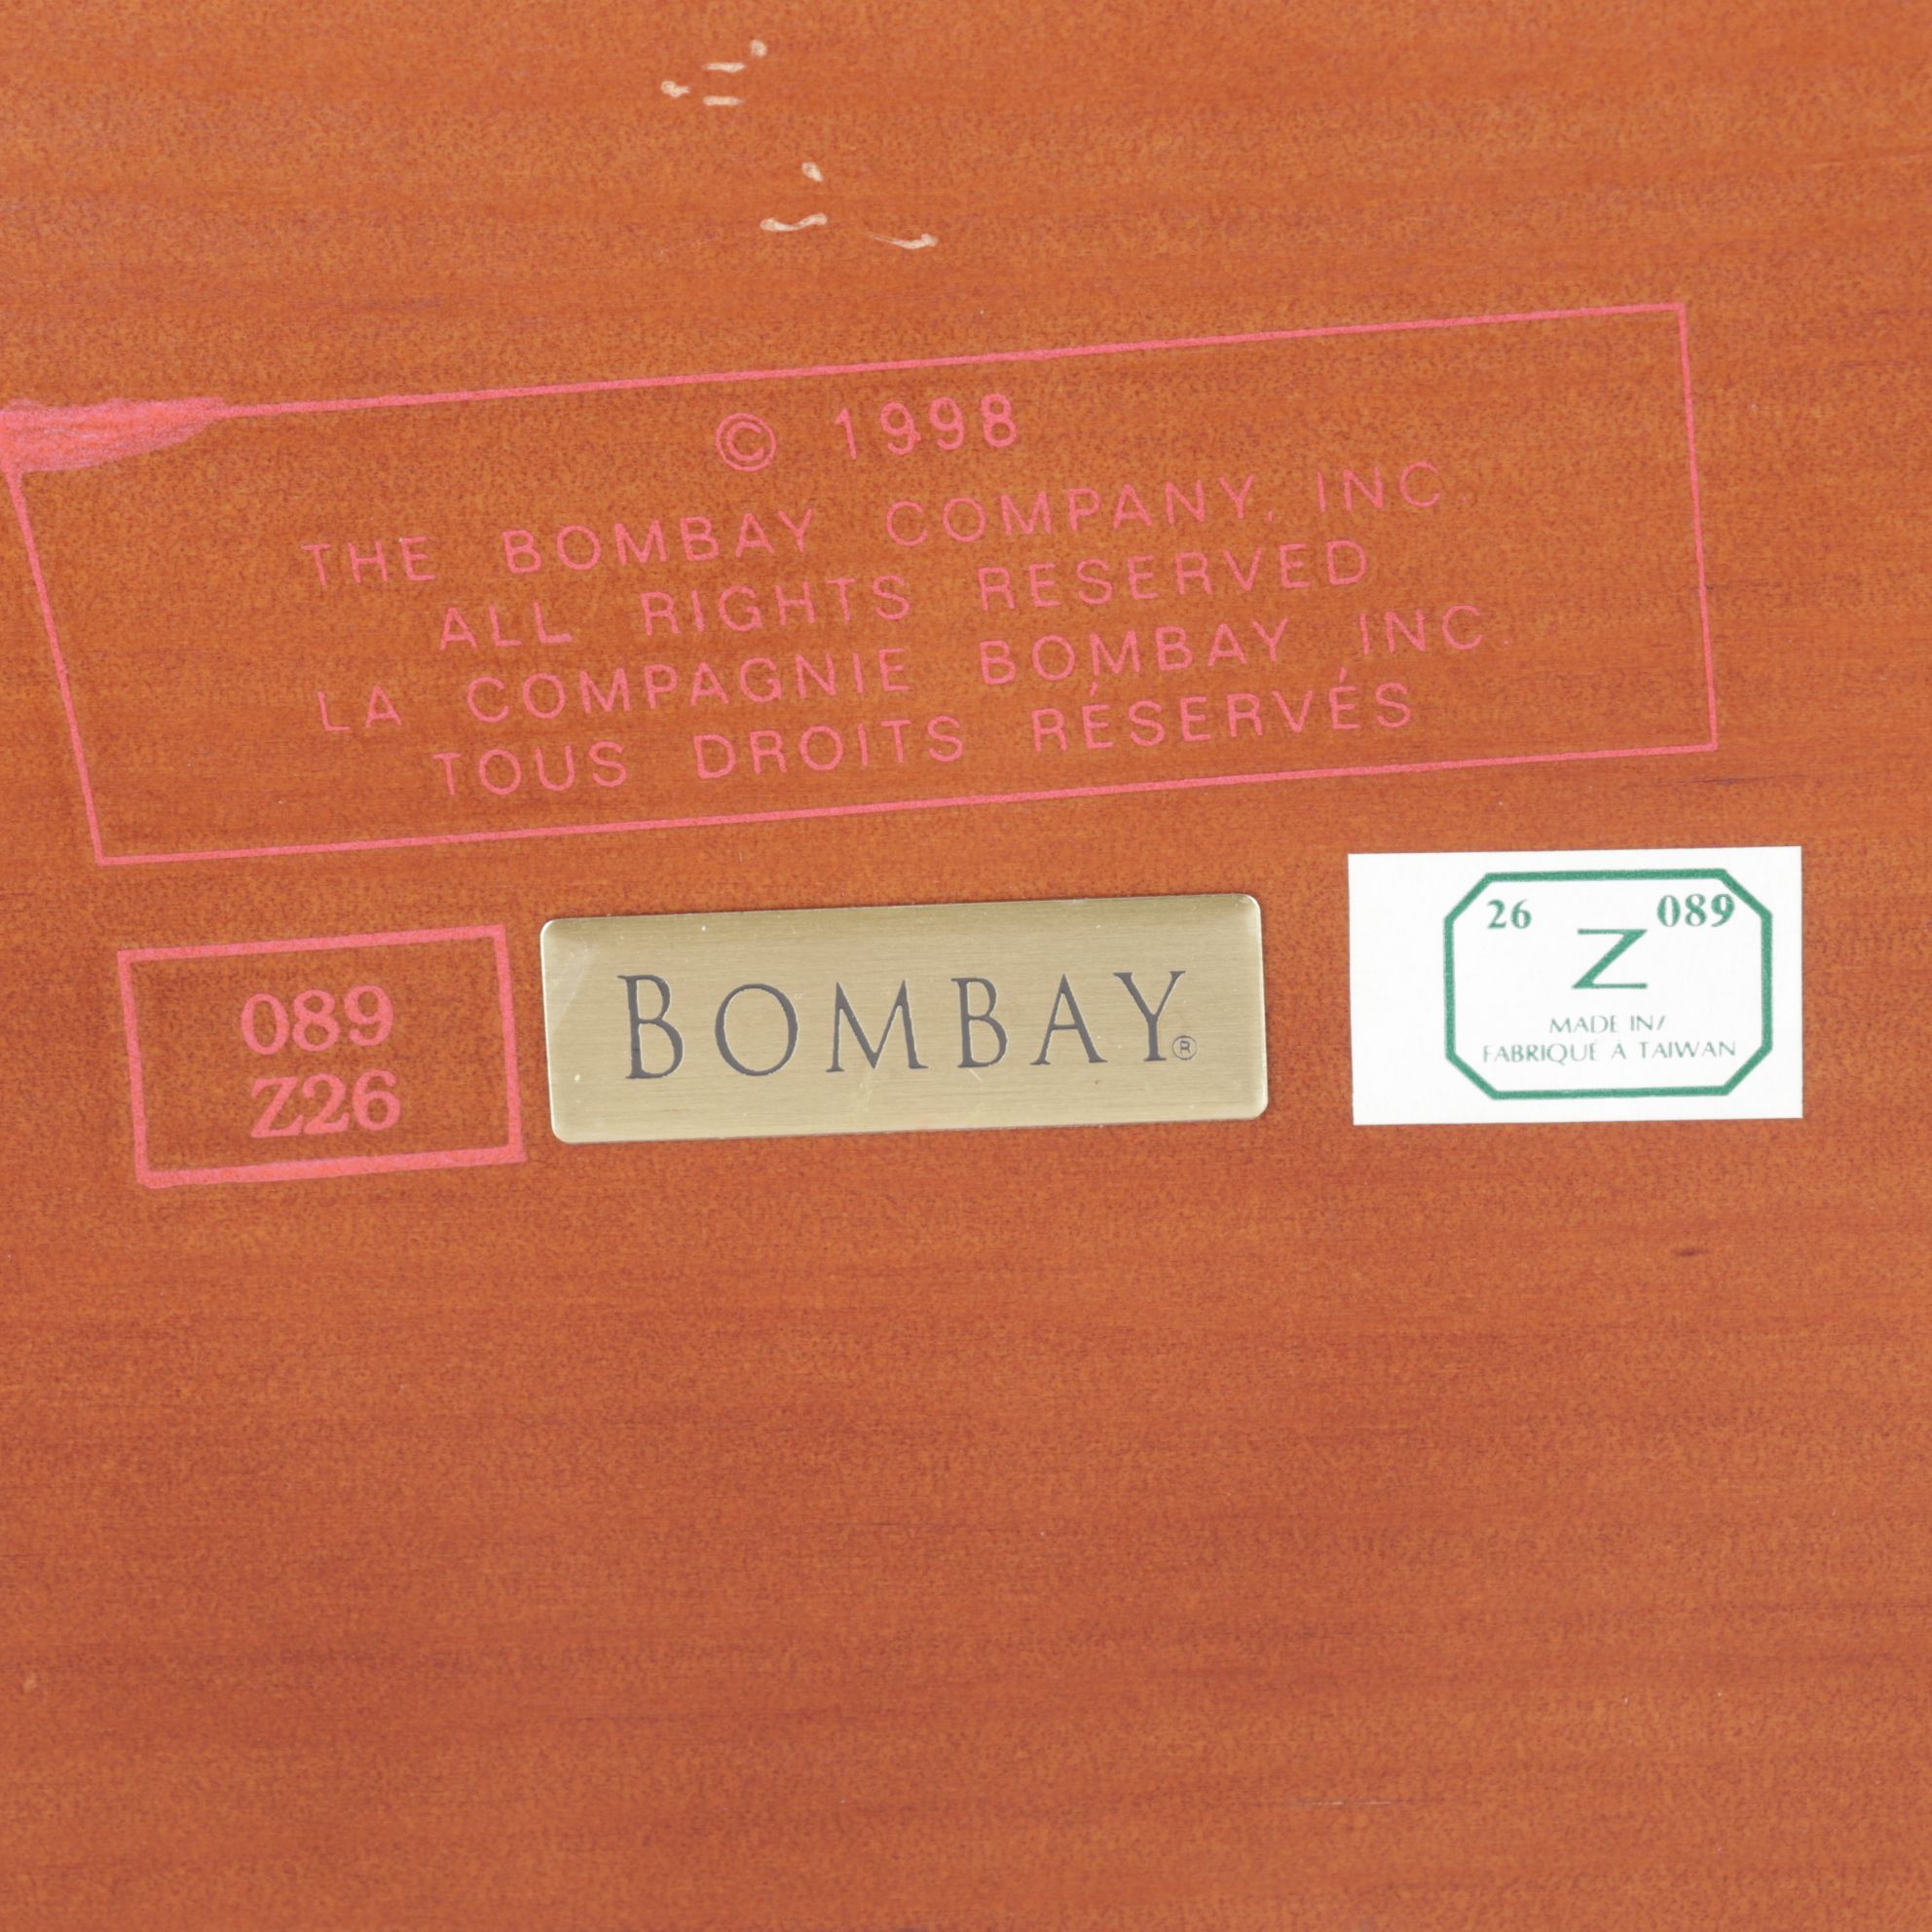 © 1998
THE BOMBAY COMPANY, INC.
ALL RIGHTS RESERVED
LA COMPAGNIE BOMBAY INC.
TOUS DROITS RÉSERVÉS
089
Z26
BOMBAY®
26 Z 089
MADE IN/
FABRIQUÉ À TAIWAN